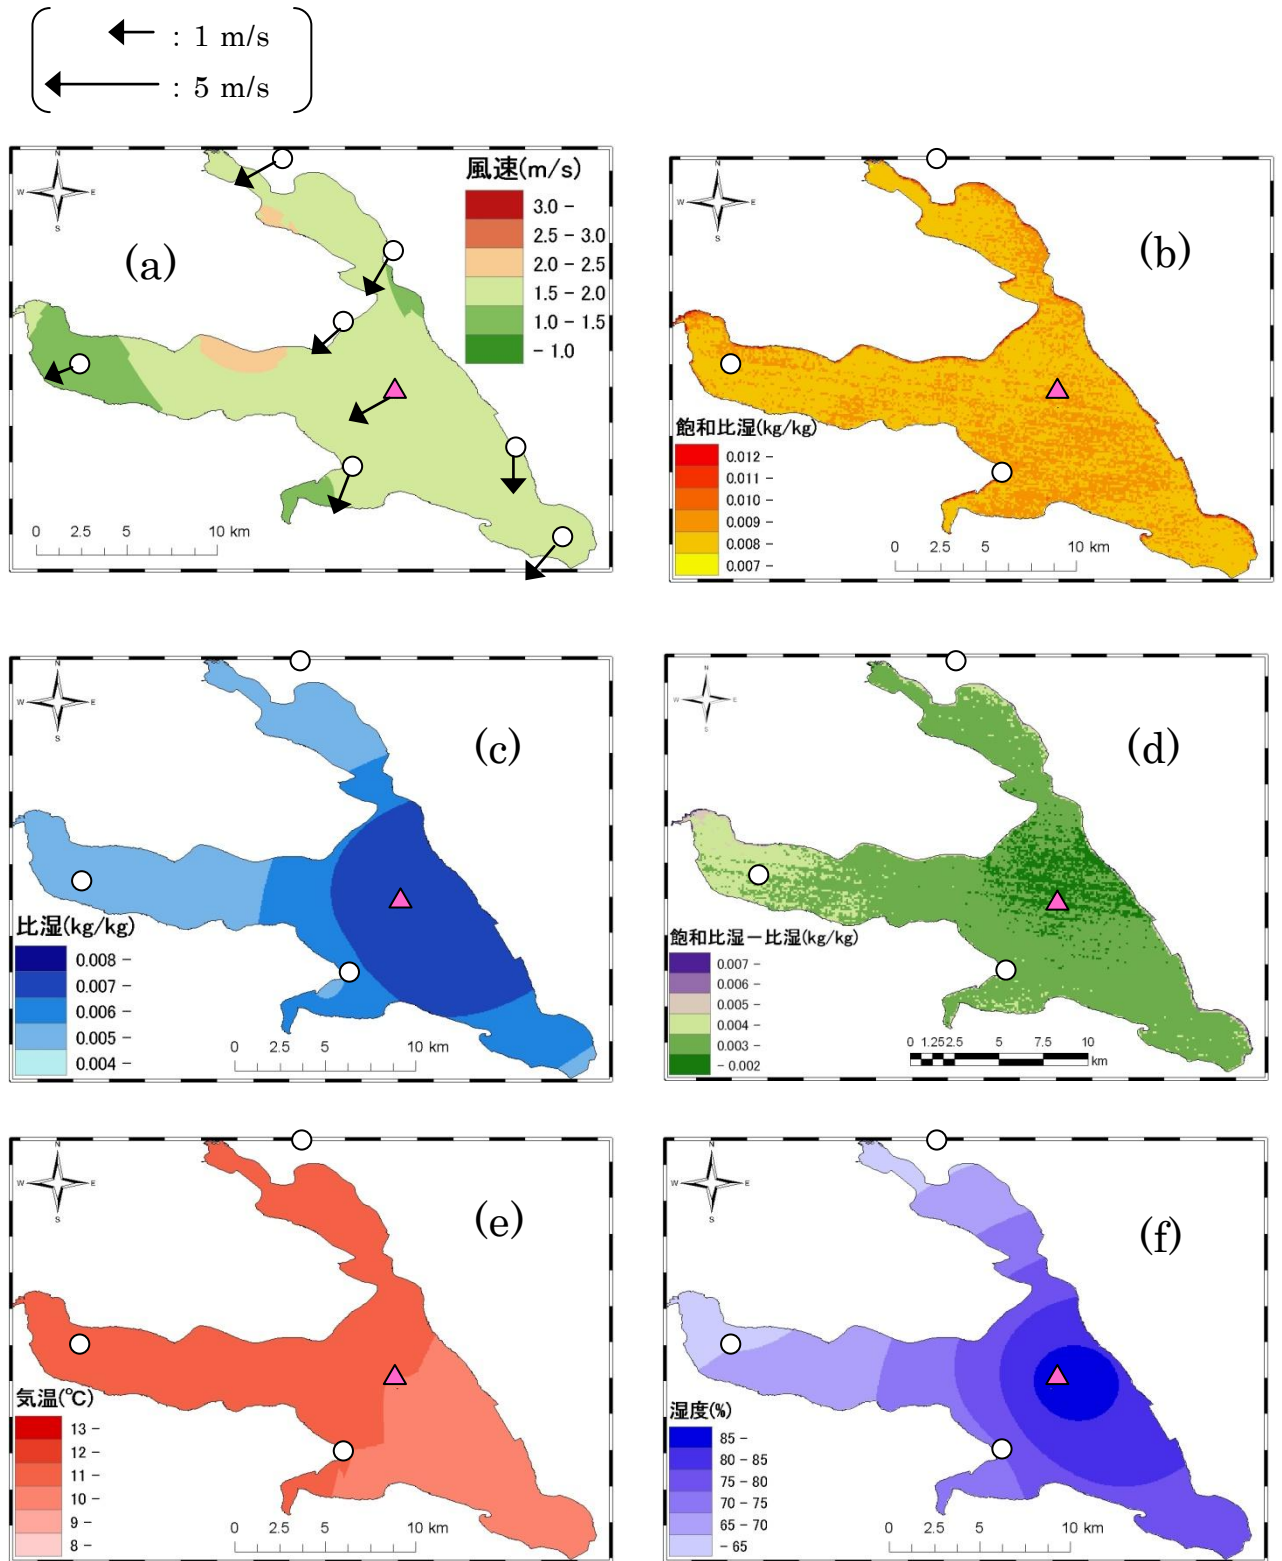 : 1 m/s
: 5 m/s
(a)
N
W E
S
風速(m/s)
3.0 -
2.5 - 3.0
2.0 - 2.5
1.5 - 2.0
1.0 - 1.5
- 1.0
0 2.5 5 10 km
(b)
N
W E
S
飽和比湿(kg/kg)
0.012 -
0.011 -
0.010 -
0.009 -
0.008 -
0.007 -
0 2.5 5 10 km
(c)
N
W E
S
比湿(kg/kg)
0.008 -
0.007 -
0.006 -
0.005 -
0.004 -
0 2.5 5 10 km
(d)
N
W E
S
飽和比湿－比湿(kg/kg)
0.007 -
0.006 -
0.005 -
0.004 -
0.003 -
- 0.002
0 1.25 2.5 5 7.5 10
km
(e)
N
W E
S
気温(℃)
13 -
12 -
11 -
10 -
9 -
8 -
0 2.5 5 10 km
(f)
N
W E
S
湿度(%)
85 -
80 - 85
75 - 80
70 - 75
65 - 70
- 65
0 2.5 5 10 km